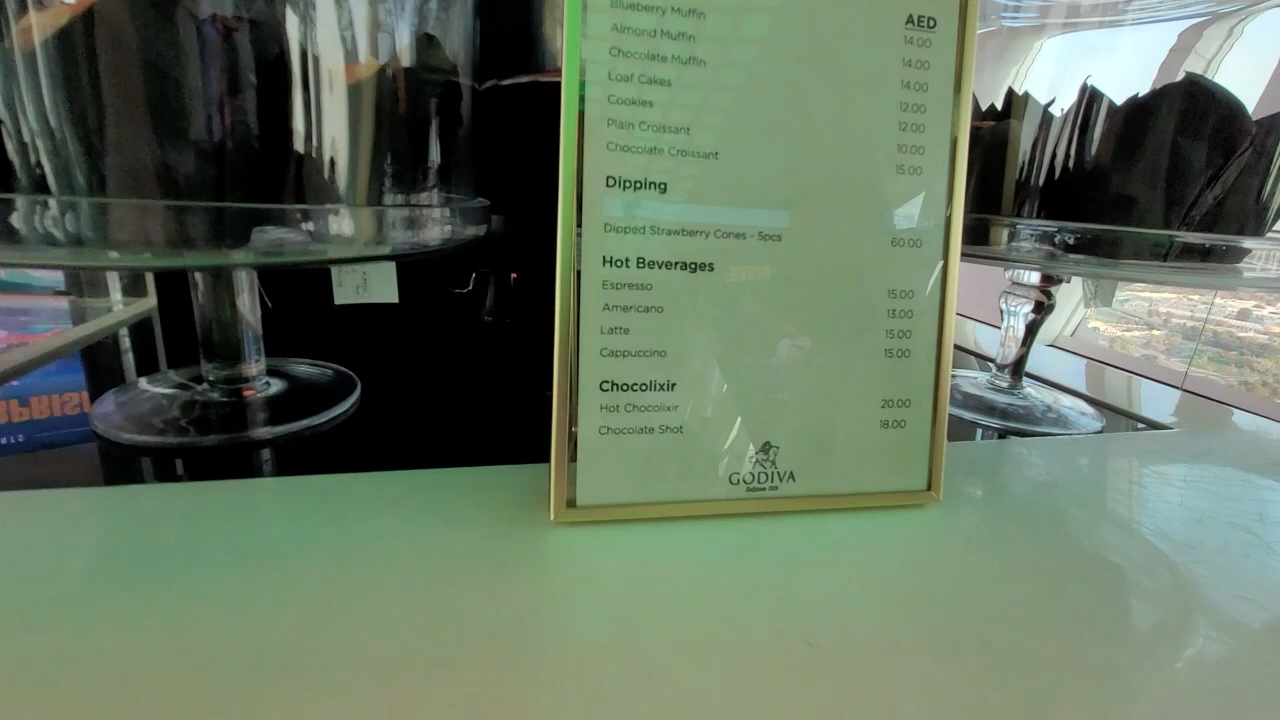 AED
Blueberry Muffin 14.00
Almond Muffin 14.00
Chocolate Muffin 14.00
Loaf Cakes 12.00
Cookies 12.00
Plain Croissant 10.00
Chocolate Croissant 15.00
Dipping
Dipped Strawberry Cones - 5pcs 60.00
Hot Beverages
Espresso 15.00
Americano 13.00
Latte 15.00
Cappuccino 15.00
Chocolixir
Hot Chocolixir 20.00
Chocolate Shot 18.00
GODIVA
Belgium 1926